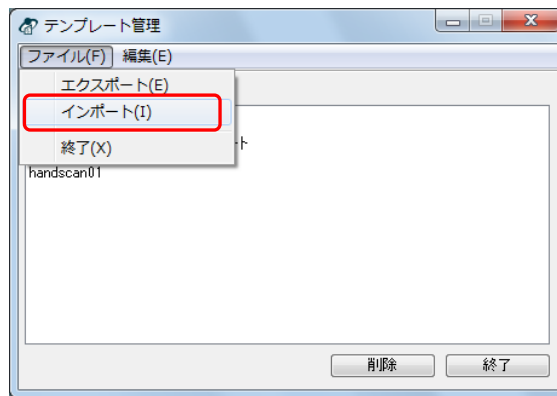 テンプレート管理
ファイル(F) 編集(E)
エクスポート(E)
インポート(I)
終了(X)
ート
handscan01
削除 終了